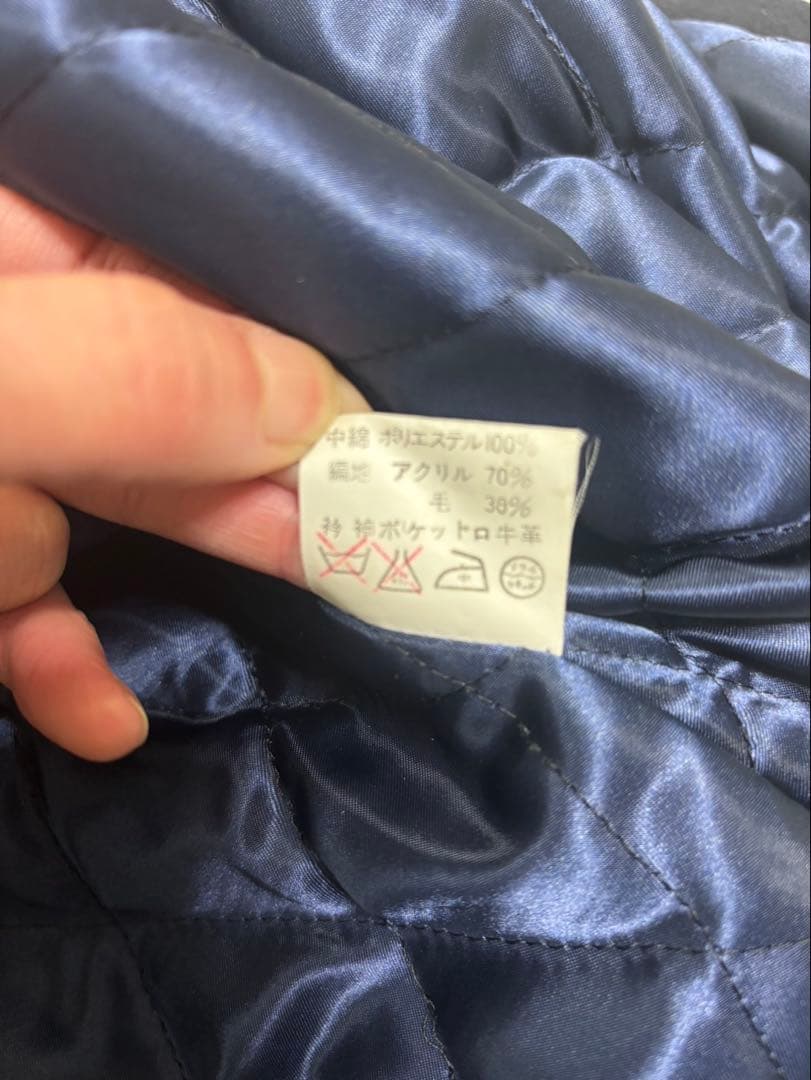 中綿 ポリエステル100%
編地 アクリル 70%
毛 30%
衿 袖 ポケット口 牛革
中